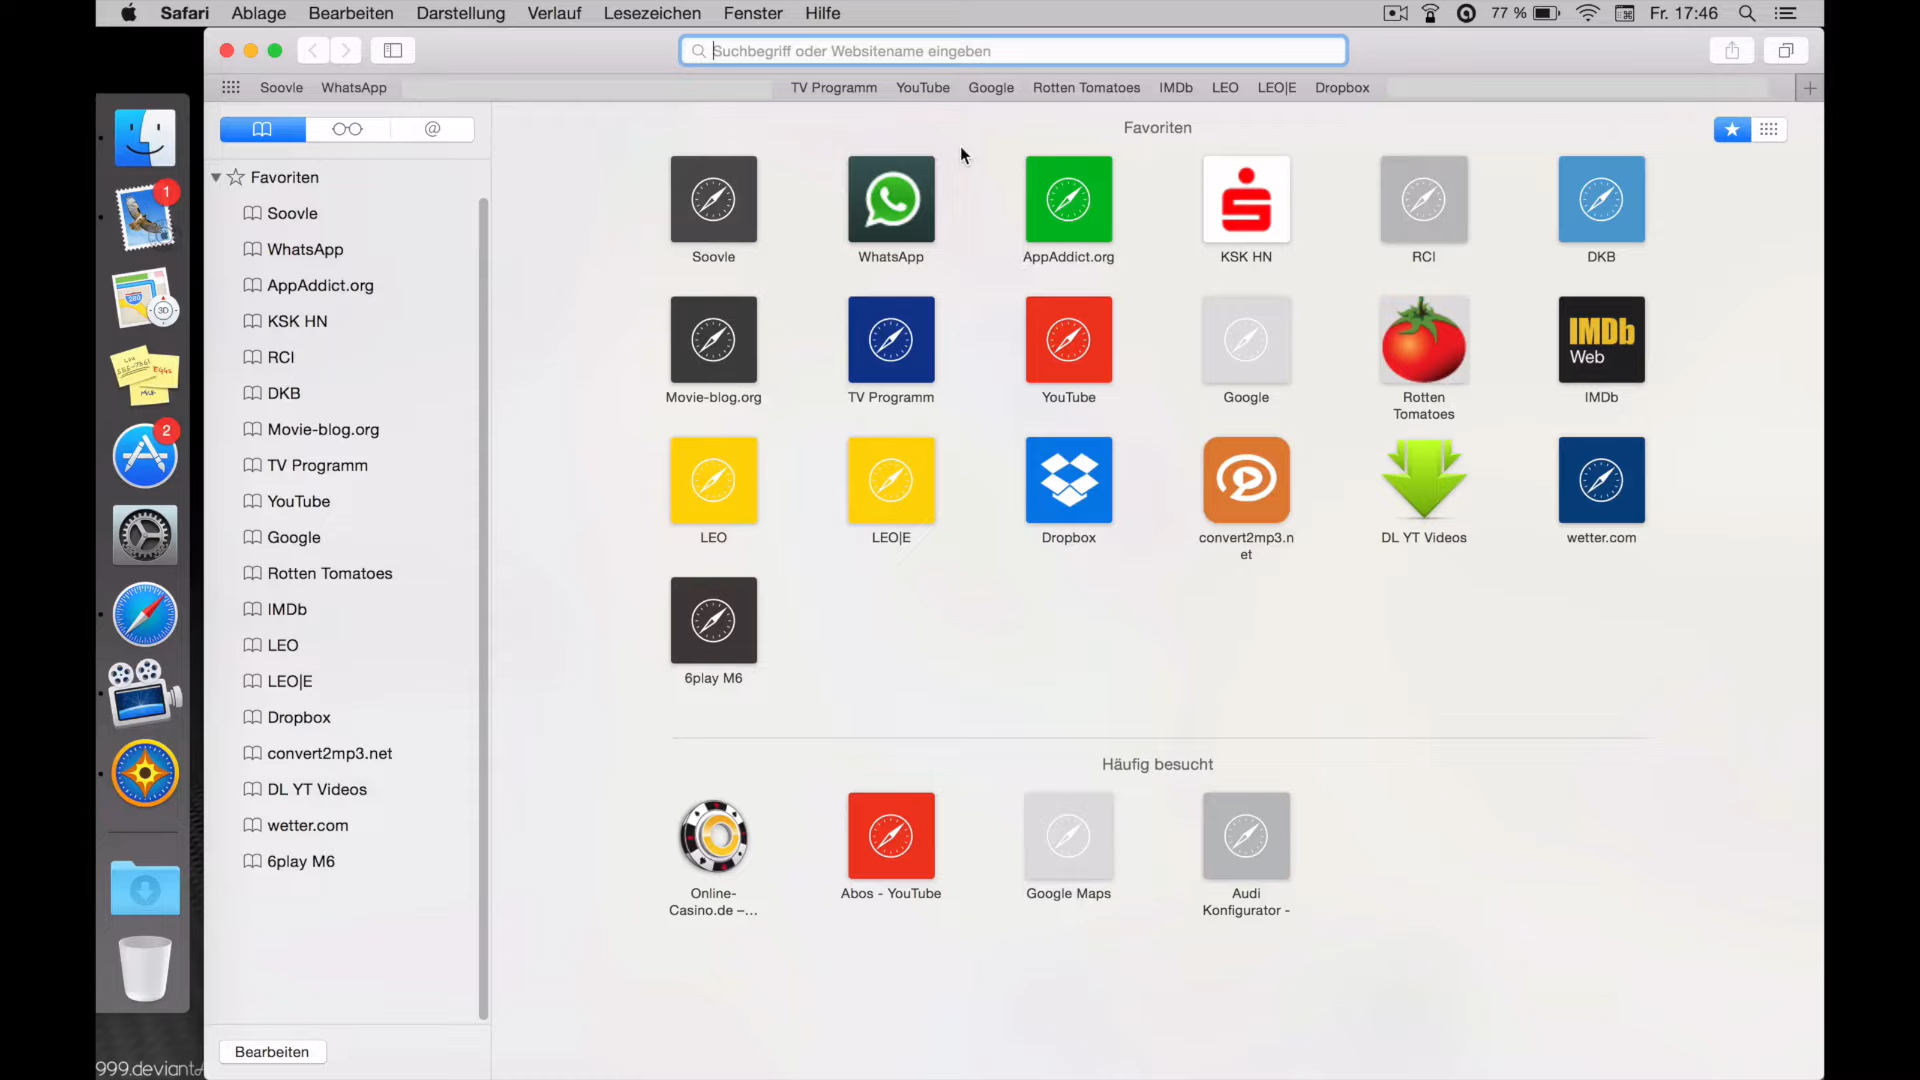 Safari Ablage Bearbeiten Darstellung Verlauf Lesezeichen Fenster Hilfe 77 % Fr. 17:46
Suchbegriff oder Websitename eingeben
Soovle WhatsApp TV Programm YouTube Google Rotten Tomatoes IMDb LEO LEO|E Dropbox
@
Favoriten
Soovle
WhatsApp
AppAddict.org
KSK HN
RCI
DKB
Movie-blog.org
TV Programm
YouTube
Google
Rotten Tomatoes
IMDb
LEO
LEO|E
Dropbox
convert2mp3.net
DL YT Videos
wetter.com
6play M6
Bearbeiten
Favoriten
Soovle
WhatsApp
AppAddict.org
KSK HN
RCI
DKB
IMDb
Web
Movie-blog.org
TV Programm
YouTube
Google
Rotten
Tomatoes
IMDb
LEO
LEO|E
Dropbox
convert2mp3.n
et
DL YT Videos
wetter.com
6play M6
Häufig besucht
Online-
Casino.de –...
Abos - YouTube
Google Maps
Audi
Konfigurator -
1
280
3D
2
999.deviant